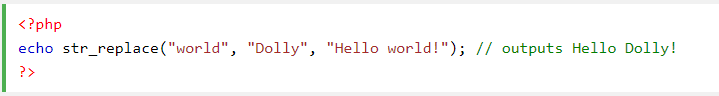 <?php
echo str_replace("world", "Dolly", "Hello world!"); // outputs Hello Dolly!
?>